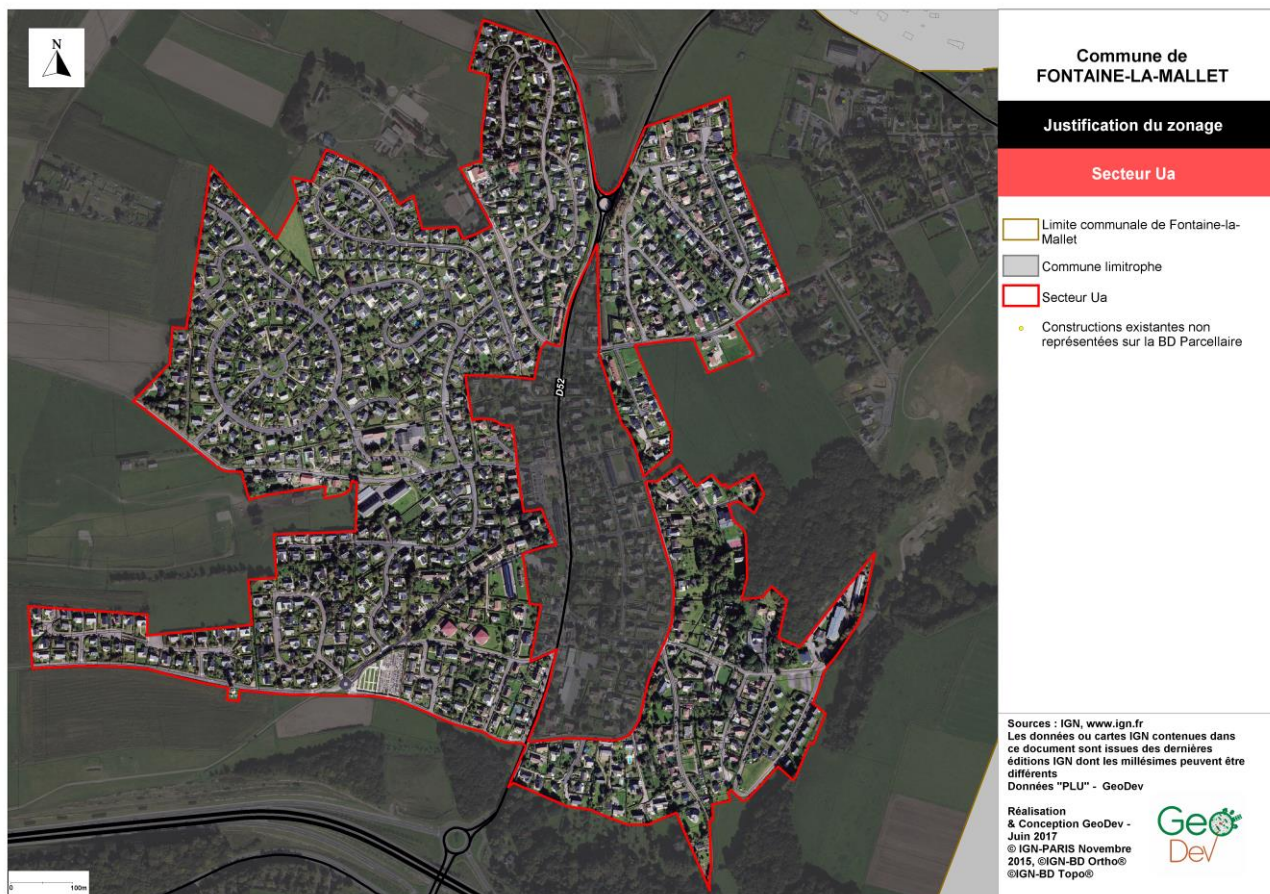 N
D52
0 100m
Commune de
FONTAINE-LA-MALLET
Justification du zonage
Secteur Ua
Limite communale de Fontaine-la-
Mallet
Commune limitrophe
Secteur Ua
Constructions existantes non
représentées sur la BD Parcellaire
Sources : IGN, www.ign.fr
Les données ou cartes IGN contenues dans
ce document sont issues des dernières
éditions IGN dont les millésimes peuvent être
différents
Données "PLU" - GeoDev
Réalisation
& Conception GeoDev -
Juin 2017
© IGN-PARIS Novembre
2015, ©IGN-BD Ortho®
©IGN-BD Topo®
Geo
Dev